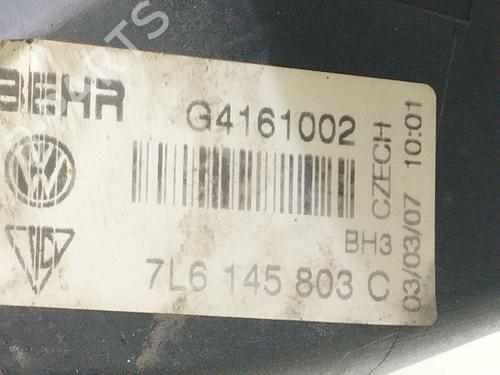 BEHR
G4161002
BH3
CZECH
03/03/07 10:01
7L6 145 803 C